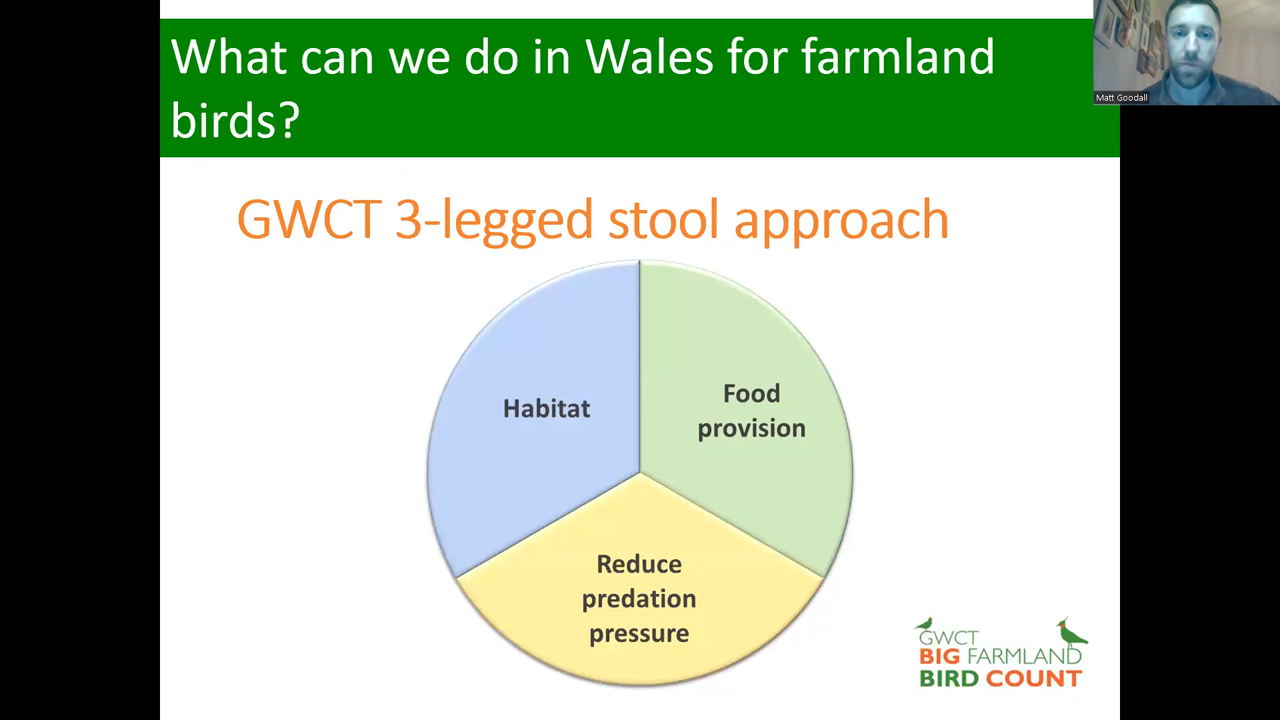 What can we do in Wales for farmland
birds?
Matt Goodall
GWCT 3-legged stool approach
Habitat
Food
provision
Reduce
predation
pressure
GWCT
BIG FARMLAND
BIRD COUNT